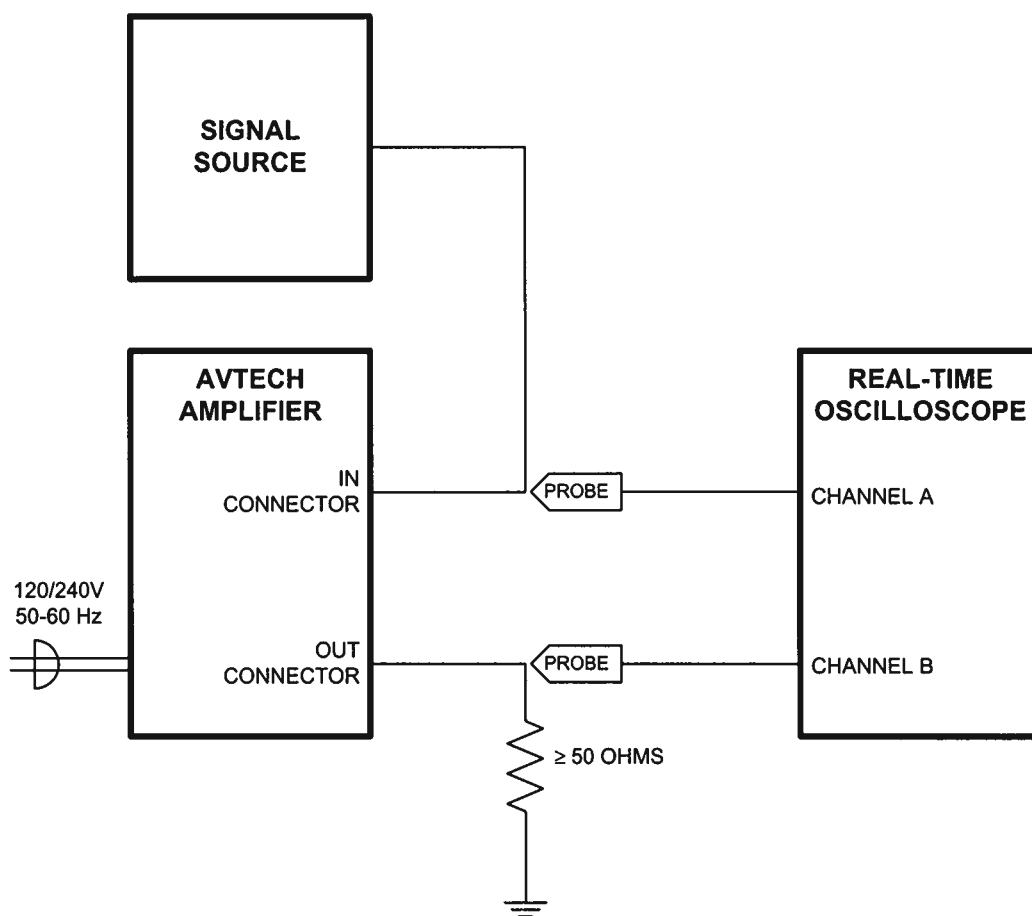 SIGNAL
SOURCE
AVTECH
AMPLIFIER
REAL-TIME
OSCILLOSCOPE
IN
CONNECTOR
PROBE
CHANNEL A
120/240V
50-60 Hz
OUT
CONNECTOR
PROBE
CHANNEL B
≥ 50 OHMS